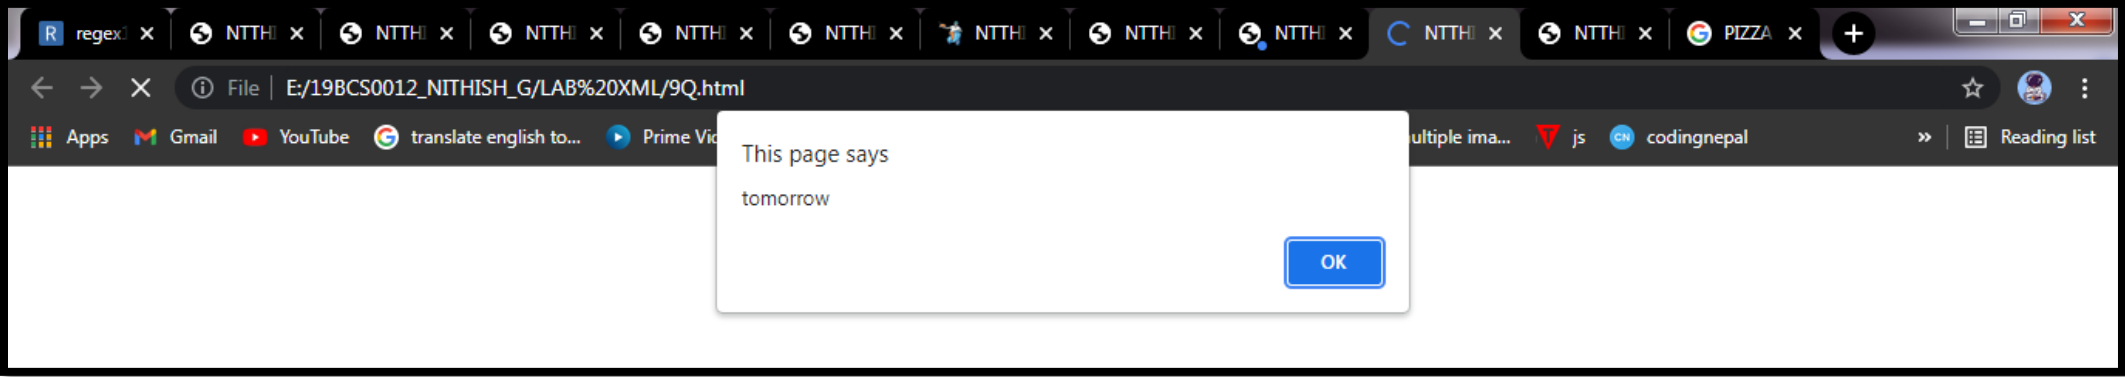 regex NTTH NTTH NTTH NTTH NTTH NTTH NTTH NTTH NTTH NTTH PIZZA
File E:/19BCS0012_NITHISH_G/LAB%20XML/9Q.html
Apps Gmail YouTube translate english to... Prime Vic ultiple ima... js codingnepal » Reading list
This page says
tomorrow
OK